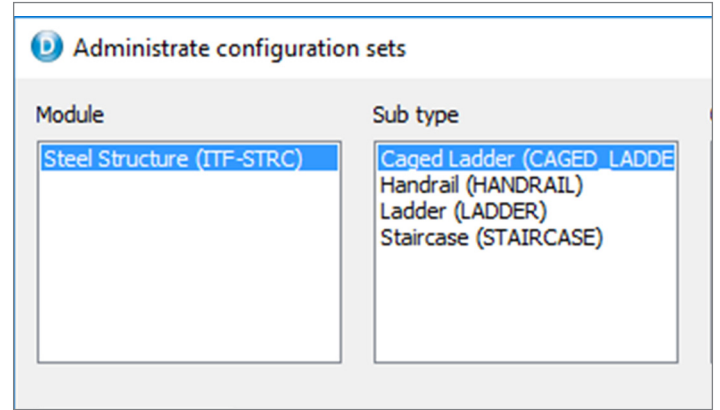 D Administrate configuration sets
Module
Sub type
Steel Structure (ITF-STRC)
Caged Ladder (CAGED_LADDE
Handrail (HANDRAIL)
Ladder (LADDER)
Staircase (STAIRCASE)